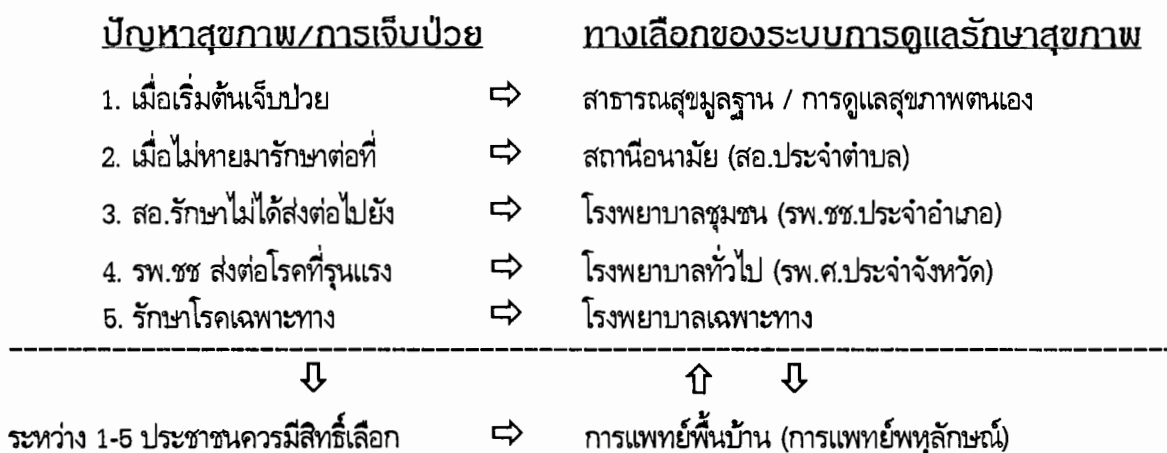 ปัญหาสุขภาพ/การเจ็บป่วย ทางเลือกของระบบการดูแลรักษาสุขภาพ
1. เมื่อเริ่มต้นเจ็บป่วย ⇨ สาธารณสุขมูลฐาน / การดูแลสุขภาพตนเอง
2. เมื่อไม่หายมารักษาต่อที่ ⇨ สถานีอนามัย (สอ.ประจำตำบล)
3. สอ.รักษาไม่ได้ส่งต่อไปยัง ⇨ โรงพยาบาลชุมชน (รพ.ชช.ประจำอำเภอ)
4. รพ.ชช ส่งต่อโรคที่รุนแรง ⇨ โรงพยาบาลทั่วไป (รพ.ศ.ประจำจังหวัด)
5. รักษาโรคเฉพาะทาง ⇨ โรงพยาบาลเฉพาะทาง
ระหว่าง 1-5 ประชาชนควรมีสิทธิ์เลือก ⇨ การแพทย์พื้นบ้าน (การแพทย์พหุลักษณ์)